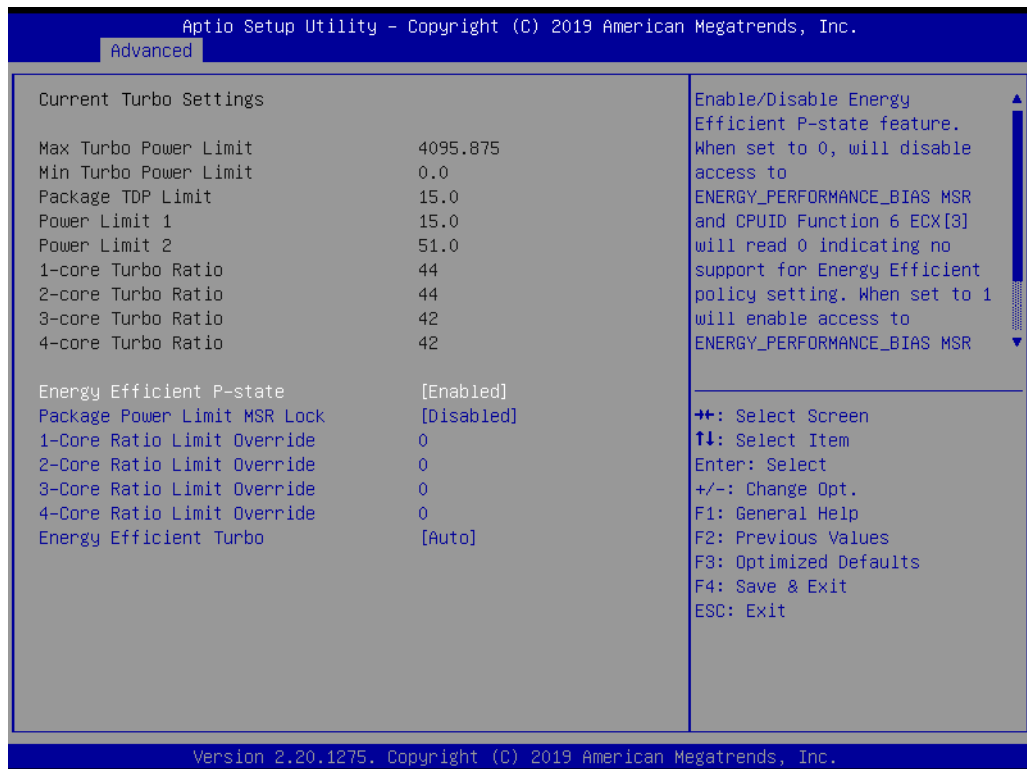 Aptio Setup Utility – Copyright (C) 2019 American Megatrends, Inc.
Advanced
Current Turbo Settings
Max Turbo Power Limit 4095.875
Min Turbo Power Limit 0.0
Package TDP Limit 15.0
Power Limit 1 15.0
Power Limit 2 51.0
1-core Turbo Ratio 44
2-core Turbo Ratio 44
3-core Turbo Ratio 42
4-core Turbo Ratio 42
Energy Efficient P-state [Enabled]
Package Power Limit MSR Lock [Disabled]
1-Core Ratio Limit Override 0
2-Core Ratio Limit Override 0
3-Core Ratio Limit Override 0
4-Core Ratio Limit Override 0
Energy Efficient Turbo [Auto]
Enable/Disable Energy
Efficient P-state feature.
When set to 0, will disable
access to
ENERGY_PERFORMANCE_BIAS MSR
and CPUID Function 6 ECX[3]
will read 0 indicating no
support for Energy Efficient
policy setting. When set to 1
will enable access to
ENERGY_PERFORMANCE_BIAS MSR
→←: Select Screen
↑↓: Select Item
Enter: Select
+/-: Change Opt.
F1: General Help
F2: Previous Values
F3: Optimized Defaults
F4: Save & Exit
ESC: Exit
Version 2.20.1275. Copyright (C) 2019 American Megatrends, Inc.